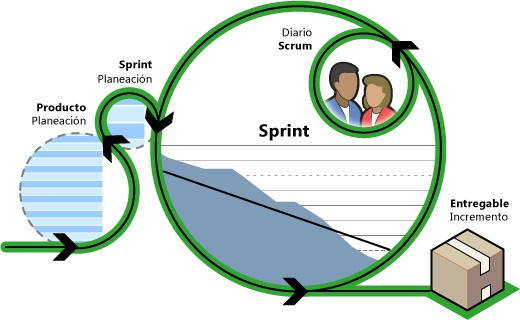 Diario
Scrum
Sprint
Planeación
Producto
Planeación
Sprint
Entregable
Incremento